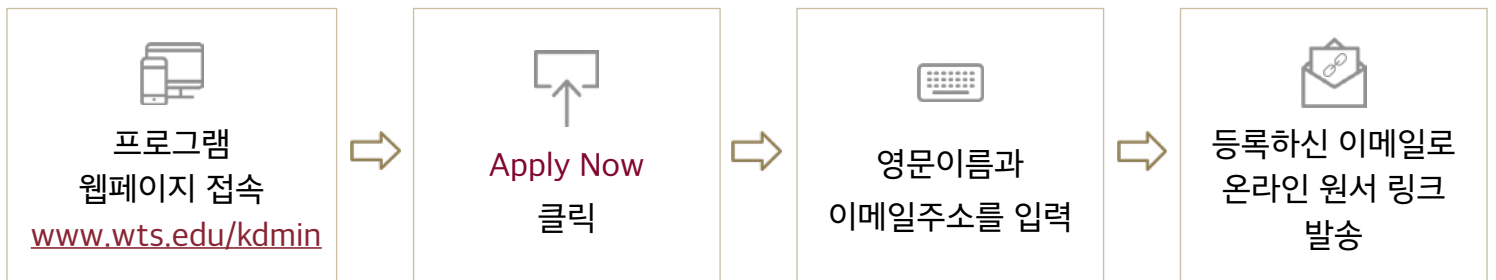 프로그램
웹페이지 접속
www.wts.edu/kdmin
Apply Now
클릭
영문이름과
이메일주소를 입력
등록하신 이메일로
온라인 원서 링크
발송